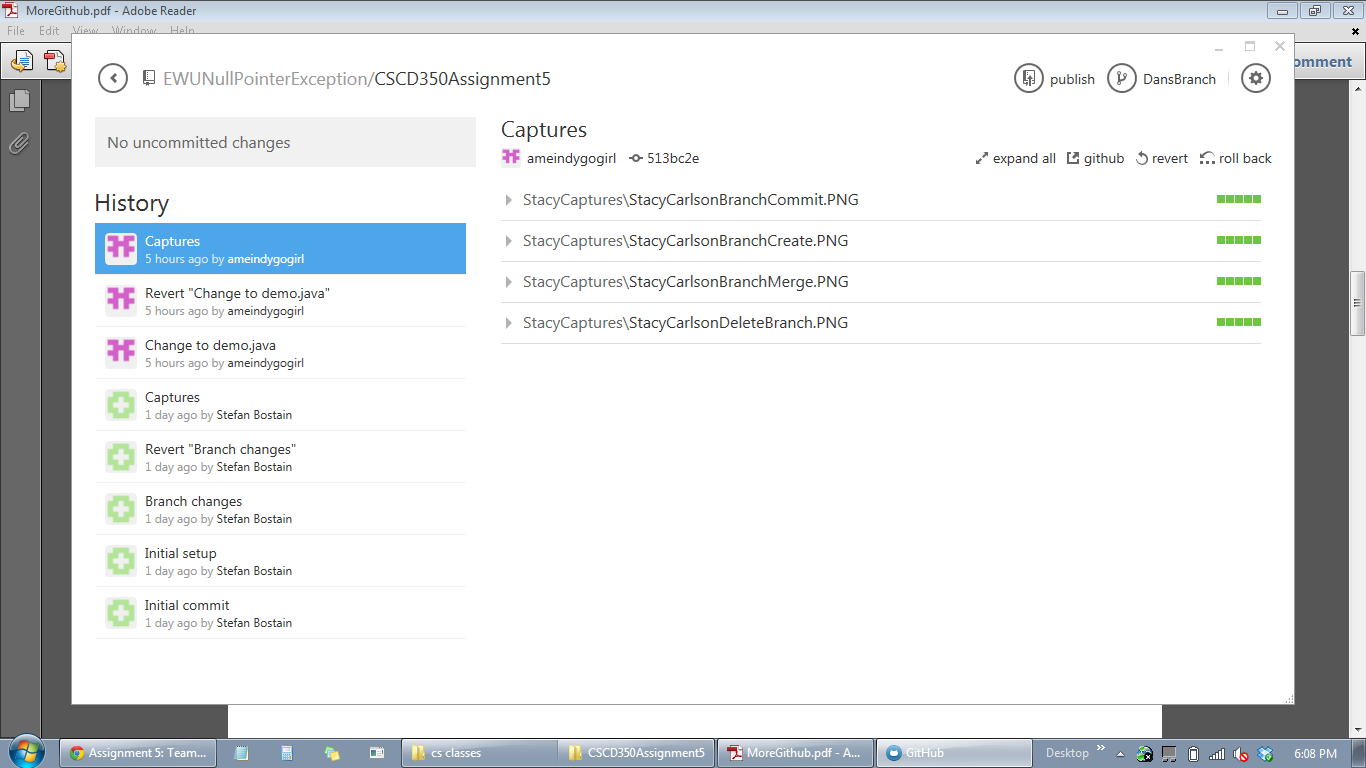 MoreGithub.pdf - Adobe Reader
File Edit View Window Help
omment
EWUNullPointerException/CSCD350Assignment5
publish
DansBranch
No uncommitted changes
History
Captures
5 hours ago by ameindygogirl
Revert "Change to demo.java"
5 hours ago by ameindygogirl
Change to demo.java
5 hours ago by ameindygogirl
Captures
1 day ago by Stefan Bostain
Revert "Branch changes"
1 day ago by Stefan Bostain
Branch changes
1 day ago by Stefan Bostain
Initial setup
1 day ago by Stefan Bostain
Initial commit
1 day ago by Stefan Bostain
Captures
ameindygogirl 513bc2e
expand all github revert roll back
StacyCaptures\StacyCarlsonBranchCommit.PNG
StacyCaptures\StacyCarlsonBranchCreate.PNG
StacyCaptures\StacyCarlsonBranchMerge.PNG
StacyCaptures\StacyCarlsonDeleteBranch.PNG
Assignment 5: Team... cs classes CSCD350Assignment5 MoreGithub.pdf - A... GitHub Desktop 6:08 PM